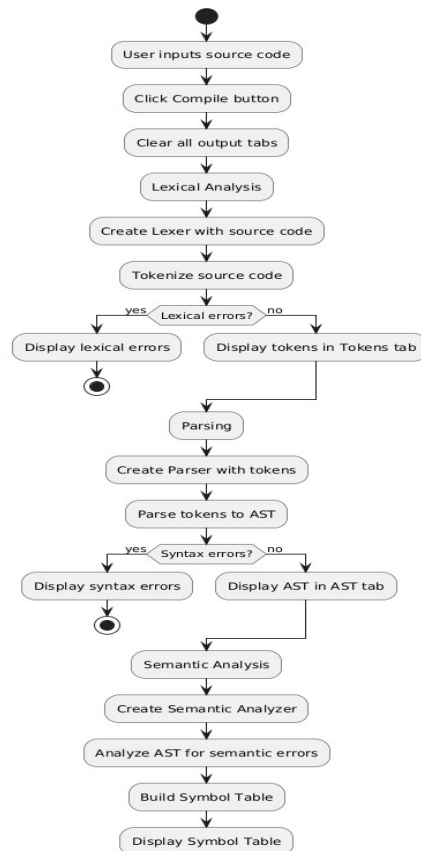 User inputs source code
Click Compile button
Clear all output tabs
Lexical Analysis
Create Lexer with source code
Tokenize source code
yes
Lexical errors?
no
Display lexical errors
Display tokens in Tokens tab
Parsing
Create Parser with tokens
Parse tokens to AST
yes
Syntax errors?
no
Display syntax errors
Display AST in AST tab
Semantic Analysis
Create Semantic Analyzer
Analyze AST for semantic errors
Build Symbol Table
Display Symbol Table